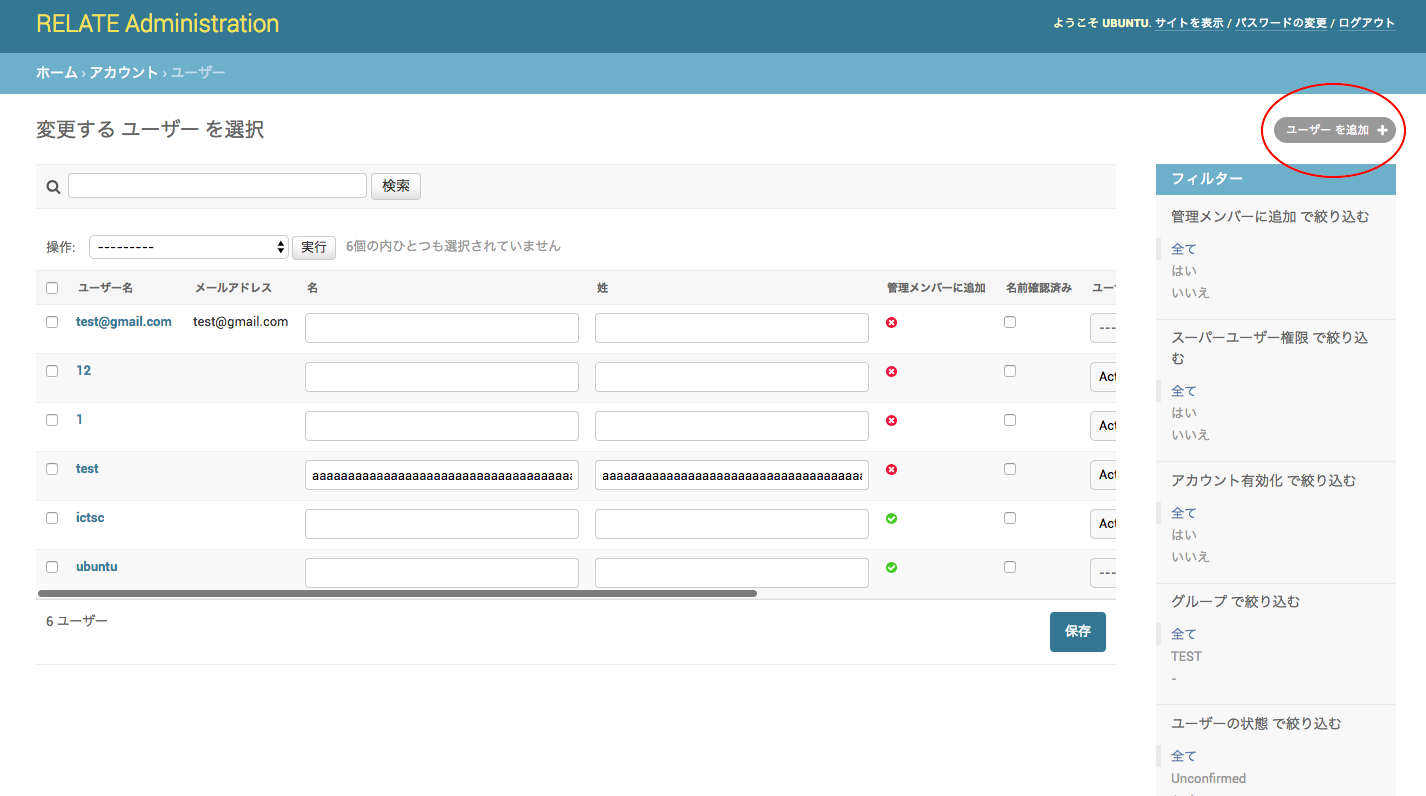 RELATE Administration
ようこそ UBUNTU. サイトを表示 / パスワードの変更 / ログアウト
ホーム › アカウント › ユーザー
変更する ユーザー を選択
ユーザー を追加 +
検索
操作: --------- 実行 6個の内ひとつも選択されていません
ユーザー名 メールアドレス 名 姓 管理メンバーに追加 名前確認済み
test@gmail.com test@gmail.com ---
12 Act
1 Act
test aaaaaaaaaaaaaaaaaaaaaaaaaaaaaaaaaaaaa aaaaaaaaaaaaaaaaaaaaaaaaaaaaaaaaaaaaa Act
ictsc Act
ubuntu ---
6 ユーザー
保存
フィルター
管理メンバーに追加 で絞り込む
全て
はい
いいえ
スーパーユーザー権限 で絞り込
む
全て
はい
いいえ
アカウント有効化 で絞り込む
全て
はい
いいえ
グループ で絞り込む
全て
TEST
-
ユーザーの状態 で絞り込む
全て
Unconfirmed